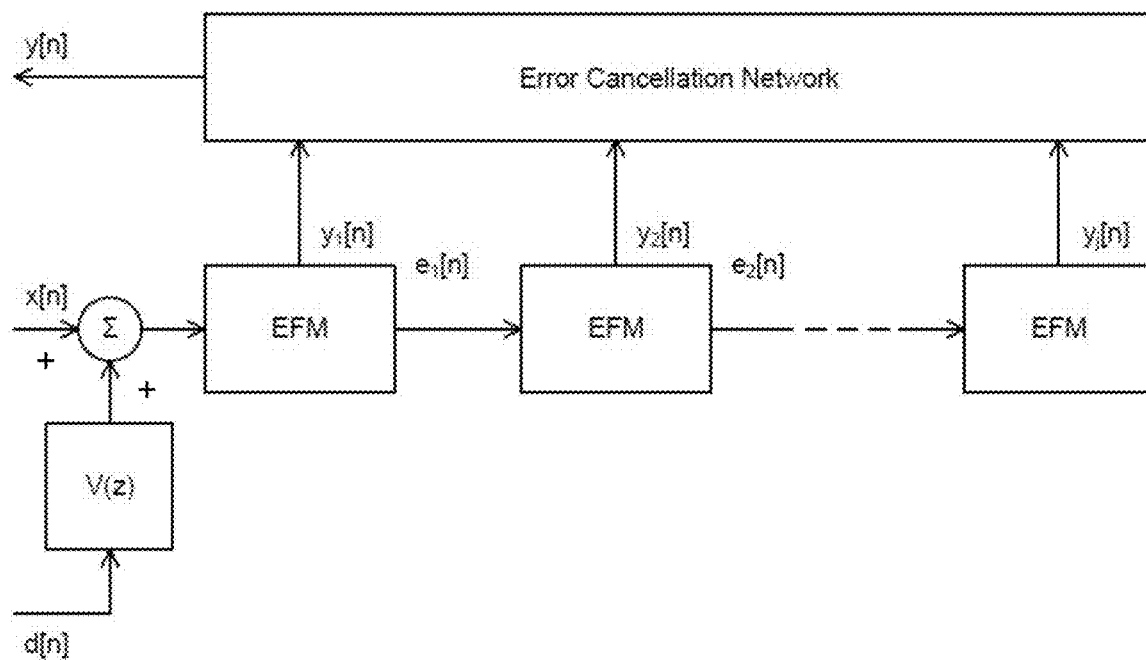 y[n]
Error Cancellation Network
y₁[n]
y₂[n]
yⱼ[n]
e₁[n]
e₂[n]
x[n]
Σ
EFM
EFM
EFM
+
+
V(z)
d[n]